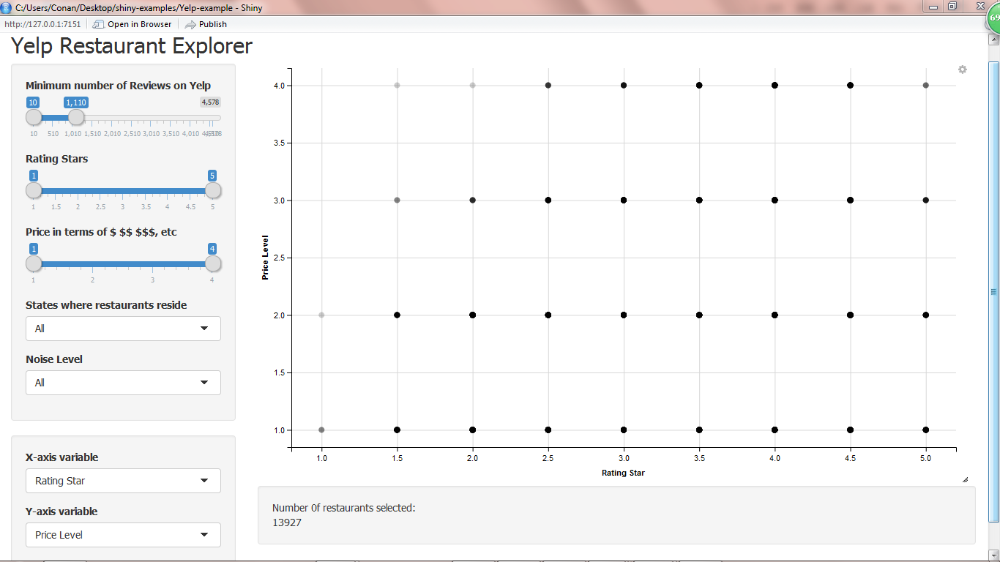 C:/Users/Conan/Desktop/shiny-examples/Yelp-example - Shiny
http://127.0.0.1:7151 Open in Browser Publish
69
Yelp Restaurant Explorer
Minimum number of Reviews on Yelp
10 1,110 4,578
10 510 1,010 1,510 2,010 2,510 3,010 3,510 4,010
Rating Stars
1 5
1 1.5 2 2.5 3 3.5 4 4.5 5
Price in terms of $ $$ $$$, etc
1 4
1 2 3 4
States where restaurants reside
All
Noise Level
All
X-axis variable
Rating Star
Y-axis variable
Price Level
4.0
3.5
3.0
2.5
2.0
1.5
1.0
Price Level
1.0 1.5 2.0 2.5 3.0 3.5 4.0 4.5 5.0
Rating Star
Number 0f restaurants selected:
13927